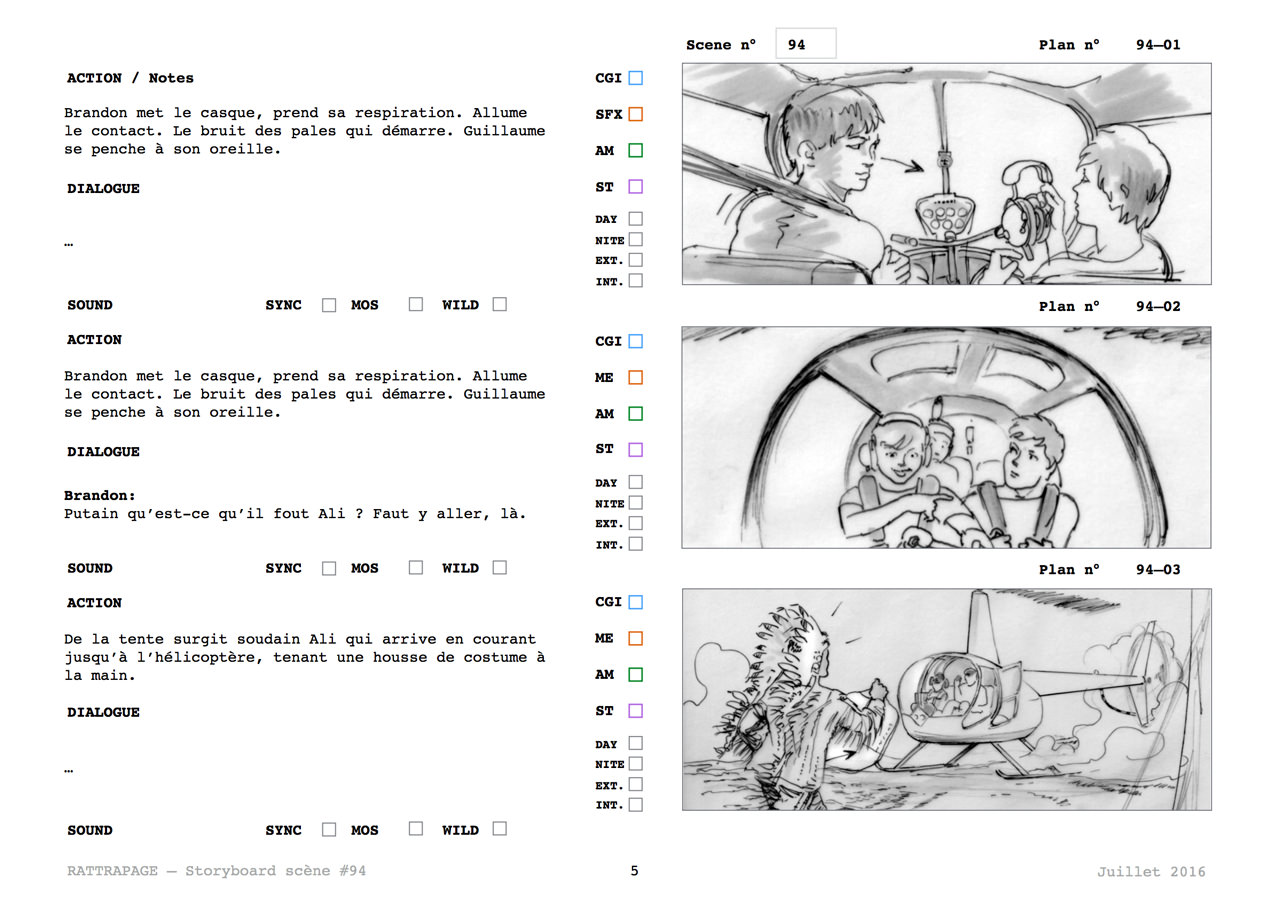 Scene n° 94 Plan n° 94—01
ACTION / Notes
CGI
Brandon met le casque, prend sa respiration. Allume
le contact. Le bruit des pales qui démarre. Guillaume
se penche à son oreille.
SFX
AM
DIALOGUE
ST
…
DAY
NITE
EXT.
INT.
SOUND SYNC MOS WILD
Plan n° 94—02
ACTION
CGI
Brandon met le casque, prend sa respiration. Allume
le contact. Le bruit des pales qui démarre. Guillaume
se penche à son oreille.
ME
AM
DIALOGUE
ST
Brandon:
Putain qu’est-ce qu’il fout Ali ? Faut y aller, là.
DAY
NITE
EXT.
INT.
SOUND SYNC MOS WILD
Plan n° 94—03
ACTION
CGI
De la tente surgit soudain Ali qui arrive en courant
jusqu’à l’hélicoptère, tenant une housse de costume à
la main.
ME
AM
DIALOGUE
ST
…
DAY
NITE
EXT.
INT.
SOUND SYNC MOS WILD
RATTRAPAGE — Storyboard scène #94 5 Juillet 2016